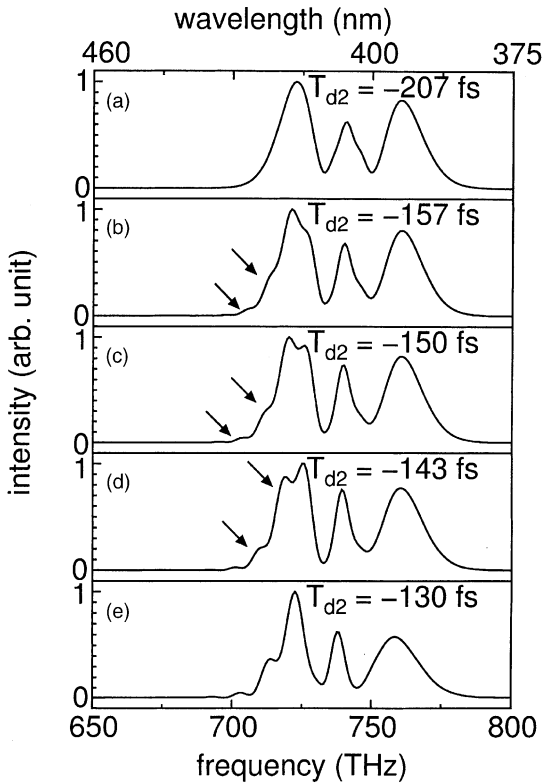 wavelength (nm)
460 400 375
1
(a)
T_d2 = −207 fs
0
1
(b)
T_d2 = −157 fs
0
1
(c)
T_d2 = −150 fs
0
1
(d)
T_d2 = −143 fs
0
1
(e)
T_d2 = −130 fs
0
intensity (arb. unit)
650 700 750 800
frequency (THz)